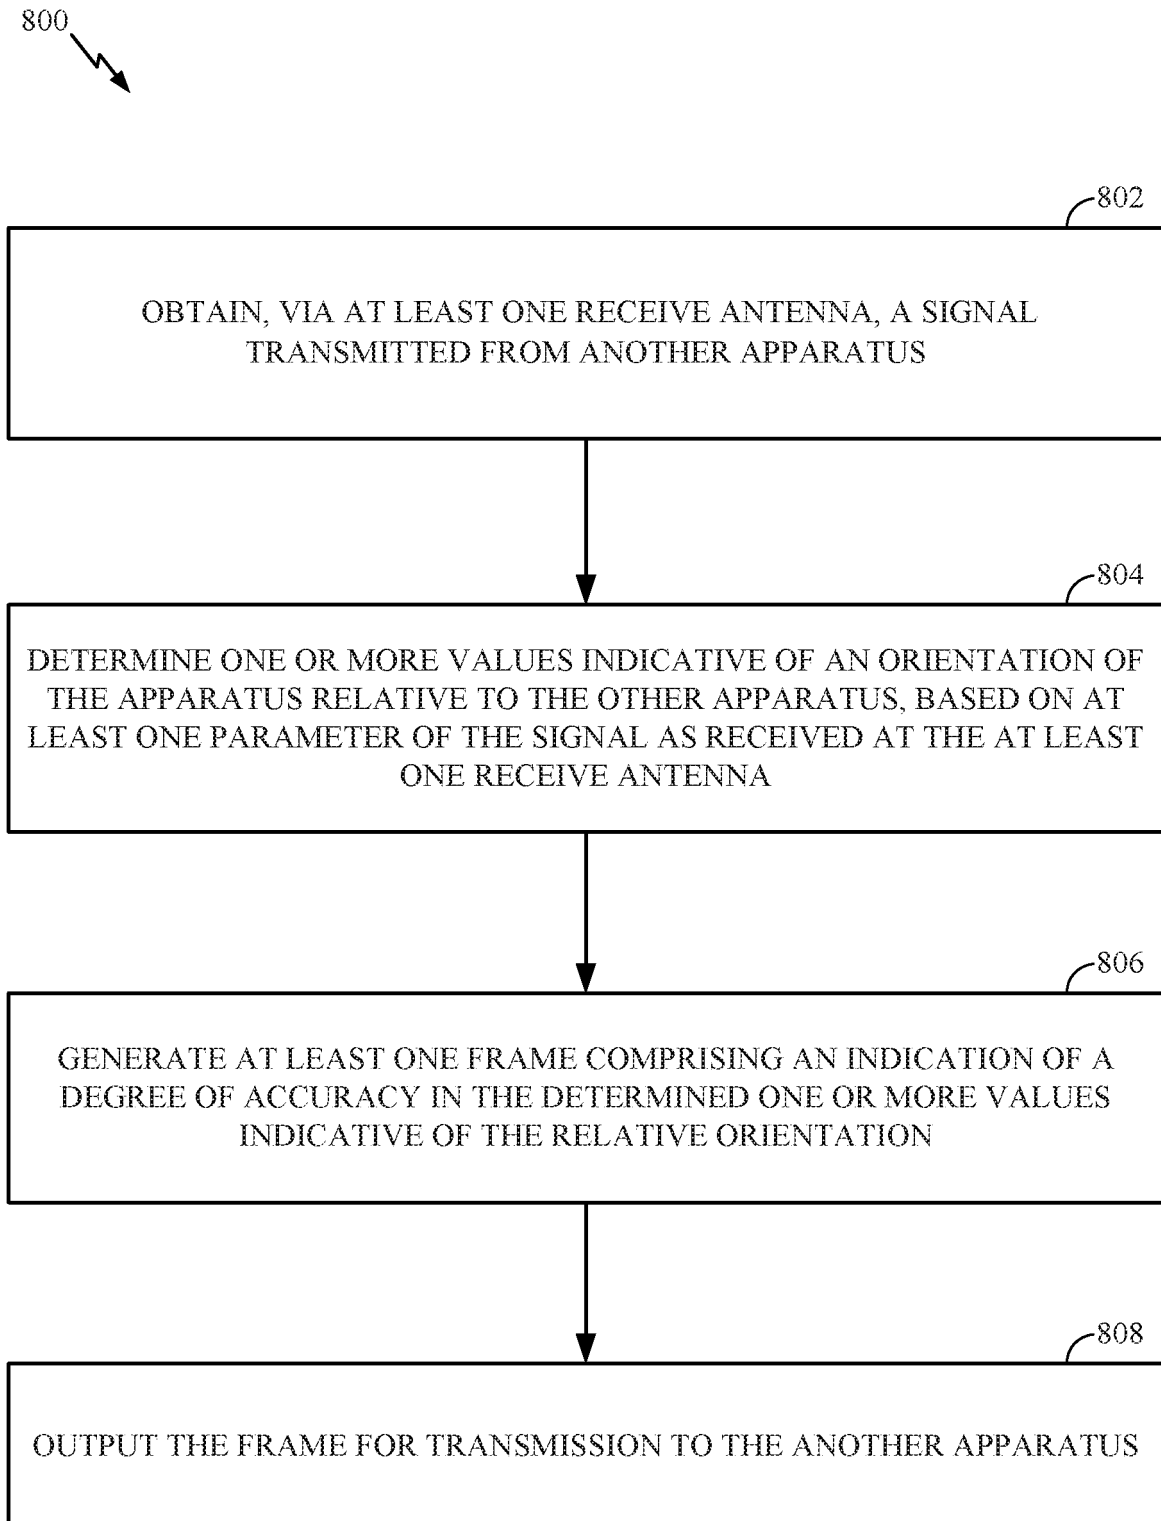 800
802
OBTAIN, VIA AT LEAST ONE RECEIVE ANTENNA, A SIGNAL
TRANSMITTED FROM ANOTHER APPARATUS
804
DETERMINE ONE OR MORE VALUES INDICATIVE OF AN ORIENTATION OF
THE APPARATUS RELATIVE TO THE OTHER APPARATUS, BASED ON AT
LEAST ONE PARAMETER OF THE SIGNAL AS RECEIVED AT THE AT LEAST
ONE RECEIVE ANTENNA
806
GENERATE AT LEAST ONE FRAME COMPRISING AN INDICATION OF A
DEGREE OF ACCURACY IN THE DETERMINED ONE OR MORE VALUES
INDICATIVE OF THE RELATIVE ORIENTATION
808
OUTPUT THE FRAME FOR TRANSMISSION TO THE ANOTHER APPARATUS